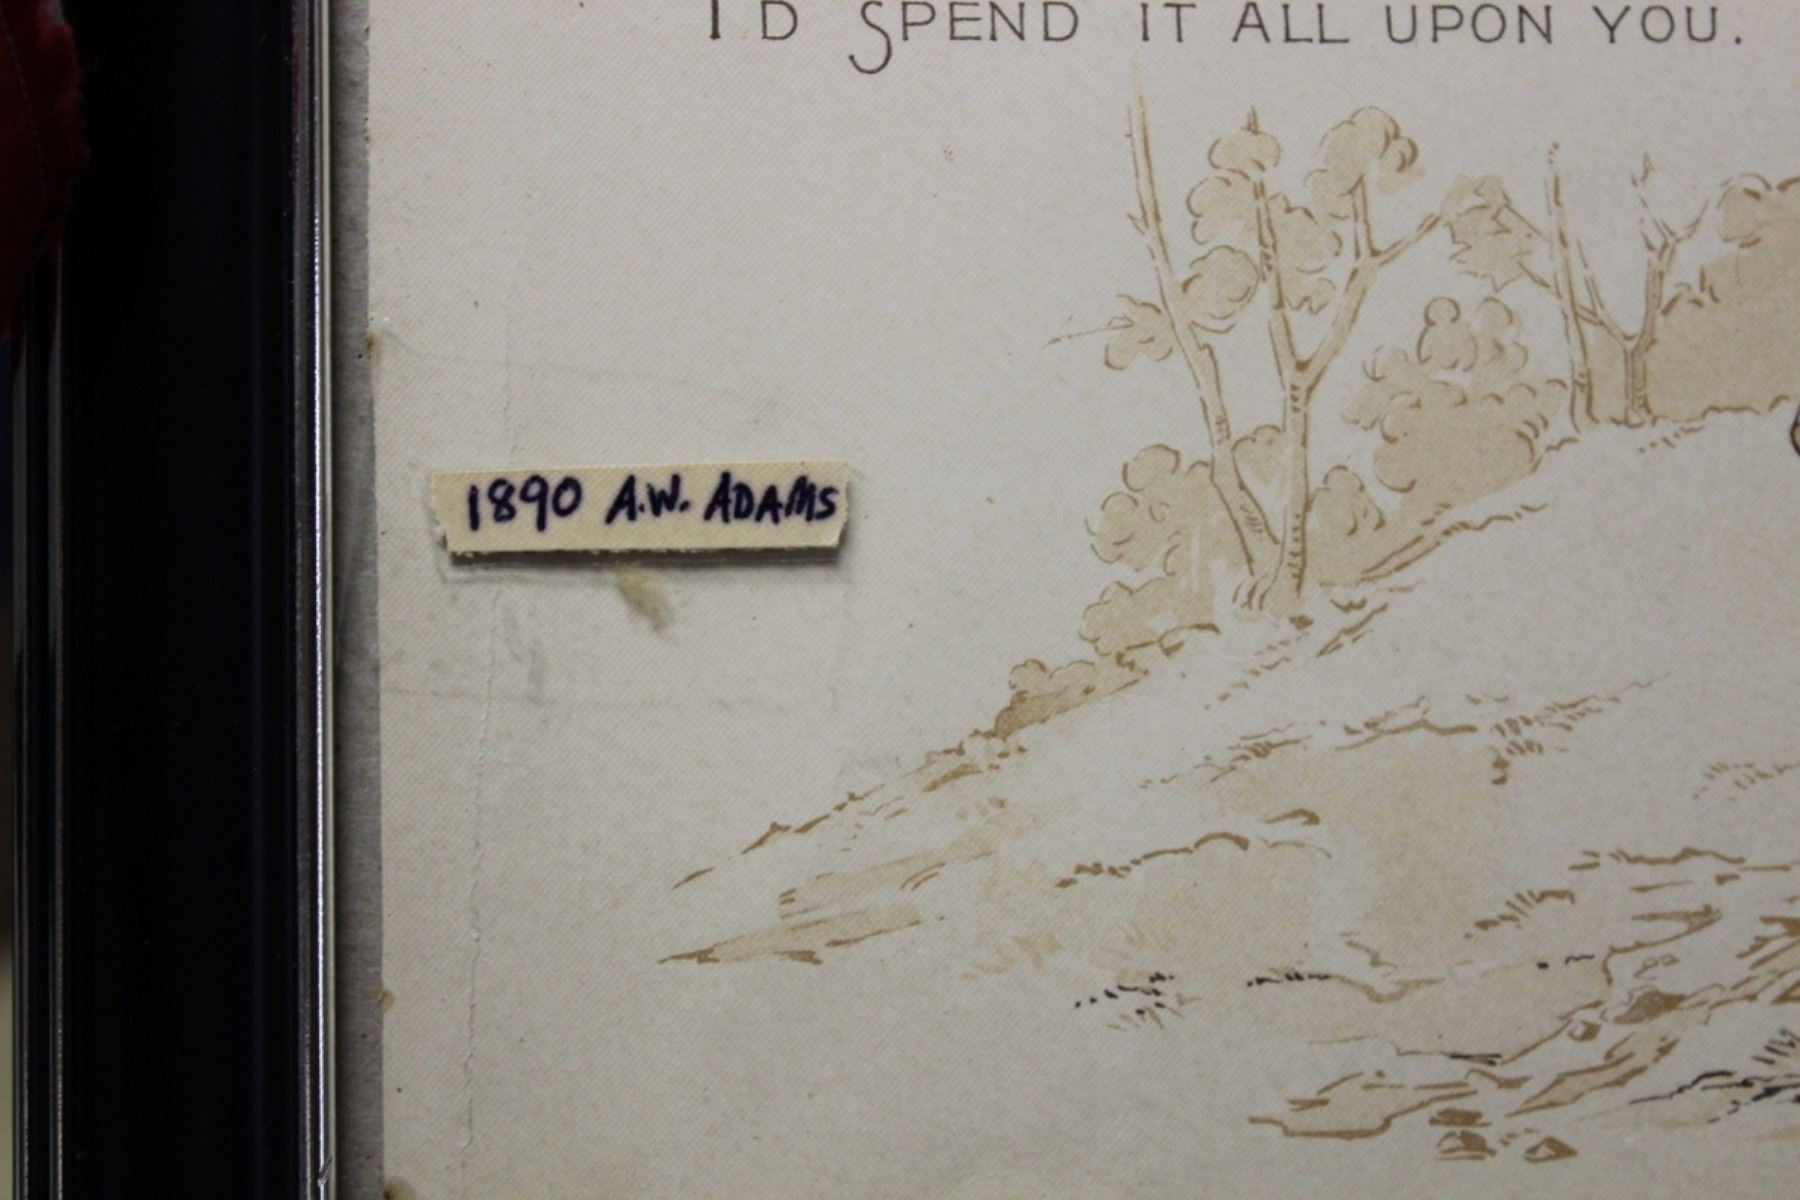 I'D SPEND IT ALL UPON YOU.
1890 A.W. ADAMS